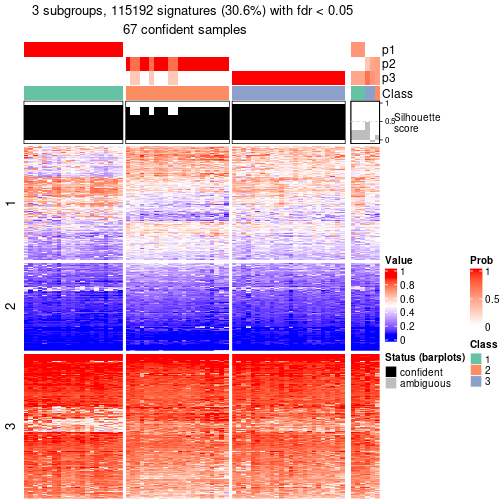 3 subgroups, 115192 signatures (30.6%) with fdr < 0.05
67 confident samples
p1
p2
p3
Class
1
0.5
0
Silhouette
score
1
2
3
Value
1
0.8
0.6
0.4
0.2
0
Prob
1
0.5
0
Status (barplots)
confident
ambiguous
Class
1
2
3